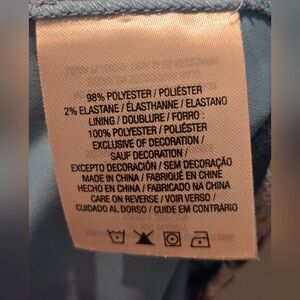 98% POLYESTER / POLIÉSTER
2% ELASTANE / ÉLASTHANNE / ELASTANO
LINING / DOUBLURE / FORRO :
100% POLYESTER / POLIÉSTER
EXCLUSIVE OF DECORATION /
SAUF DECORATION /
EXCEPTO DECORACIÓN / SEM DECORAÇÃO
MADE IN CHINA / FABRIQUÉ EN CHINE
HECHO EN CHINA / FABRICADO NA CHINA
CARE ON REVERSE / VOIR VERSO /
CUIDADO AL DORSO / CUIDE EM CONTRÁRIO